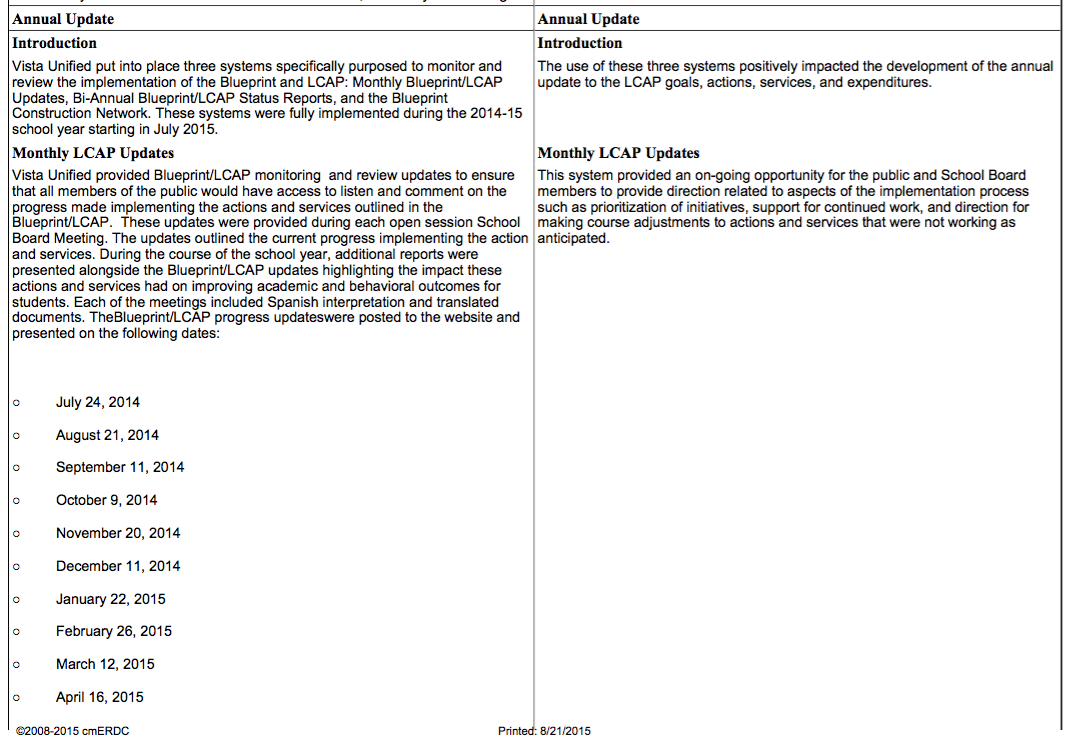 Annual Update
Introduction
Vista Unified put into place three systems specifically purposed to monitor and
review the implementation of the Blueprint and LCAP: Monthly Blueprint/LCAP
Updates, Bi-Annual Blueprint/LCAP Status Reports, and the Blueprint
Construction Network. These systems were fully implemented during the 2014-15
school year starting in July 2015.
Monthly LCAP Updates
Vista Unified provided Blueprint/LCAP monitoring  and review updates to ensure
that all members of the public would have access to listen and comment on the
progress made implementing the actions and services outlined in the
Blueprint/LCAP.  These updates were provided during each open session School
Board Meeting. The updates outlined the current progress implementing the action
and services. During the course of the school year, additional reports were
presented alongside the Blueprint/LCAP updates highlighting the impact these
actions and services had on improving academic and behavioral outcomes for
students. Each of the meetings included Spanish interpretation and translated
documents. TheBlueprint/LCAP progress updateswere posted to the website and
presented on the following dates:
○ July 24, 2014
○ August 21, 2014
○ September 11, 2014
○ October 9, 2014
○ November 20, 2014
○ December 11, 2014
○ January 22, 2015
○ February 26, 2015
○ March 12, 2015
○ April 16, 2015
Annual Update
Introduction
The use of these three systems positively impacted the development of the annual
update to the LCAP goals, actions, services, and expenditures.
Monthly LCAP Updates
This system provided an on-going opportunity for the public and School Board
members to provide direction related to aspects of the implementation process
such as prioritization of initiatives, support for continued work, and direction for
making course adjustments to actions and services that were not working as
anticipated.
©2008-2015 cmERDC
Printed: 8/21/2015